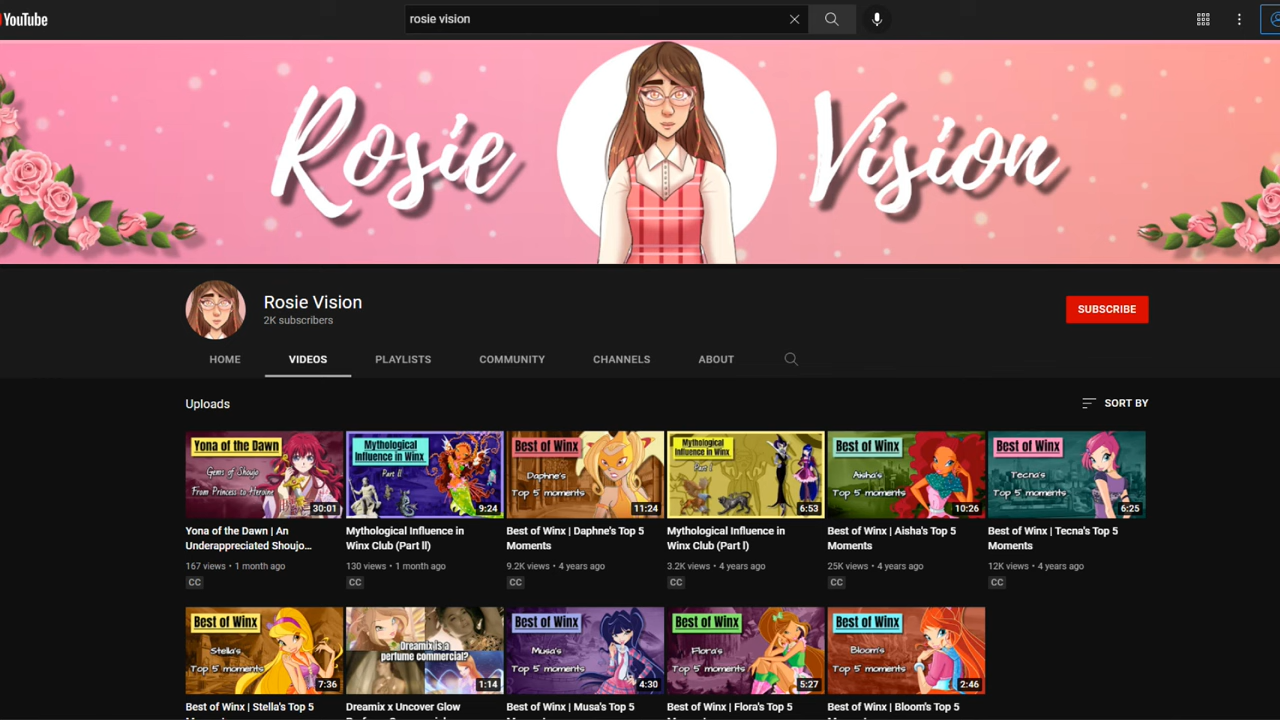 YouTube
rosie vision
Rosie Vision
Rosie Vision
2K subscribers
SUBSCRIBE
HOME VIDEOS PLAYLISTS COMMUNITY CHANNELS ABOUT
Uploads
SORT BY
Yona of the Dawn
Gems of Shoujo
From Princess to Heroine
30:01
Mythological
Influence in Winx
Part II
9:24
Best of Winx
Daphne's
Top 5 moments
11:24
Mythological
Influence in Winx
Part I
6:53
Best of Winx
Aisha's
Top 5 moments
10:26
Best of Winx
Tecna's
Top 5 moments
6:25
Yona of the Dawn | An
Underappreciated Shoujo…
167 views • 1 month ago
CC
Mythological Influence in
Winx Club (Part ll)
130 views • 1 month ago
CC
Best of Winx | Daphne's Top 5
Moments
9.2K views • 4 years ago
CC
Mythological Influence in
Winx Club (Part l)
3.2K views • 4 years ago
CC
Best of Winx | Aisha's Top 5
Moments
25K views • 4 years ago
CC
Best of Winx | Tecna's Top 5
Moments
12K views • 4 years ago
CC
Best of Winx
Stella's
Top 5 moments
7:36
Dreamix is a
perfume commercial?
1:14
Best of Winx
Musa's
Top 5 moments
4:30
Best of Winx
Flora's
Top 5 moments
5:27
Best of Winx
Bloom's
Top 5 moments
2:46
Best of Winx | Stella's Top 5
Dreamix x Uncover Glow
Best of Winx | Musa's Top 5
Best of Winx | Flora's Top 5
Best of Winx | Bloom's Top 5